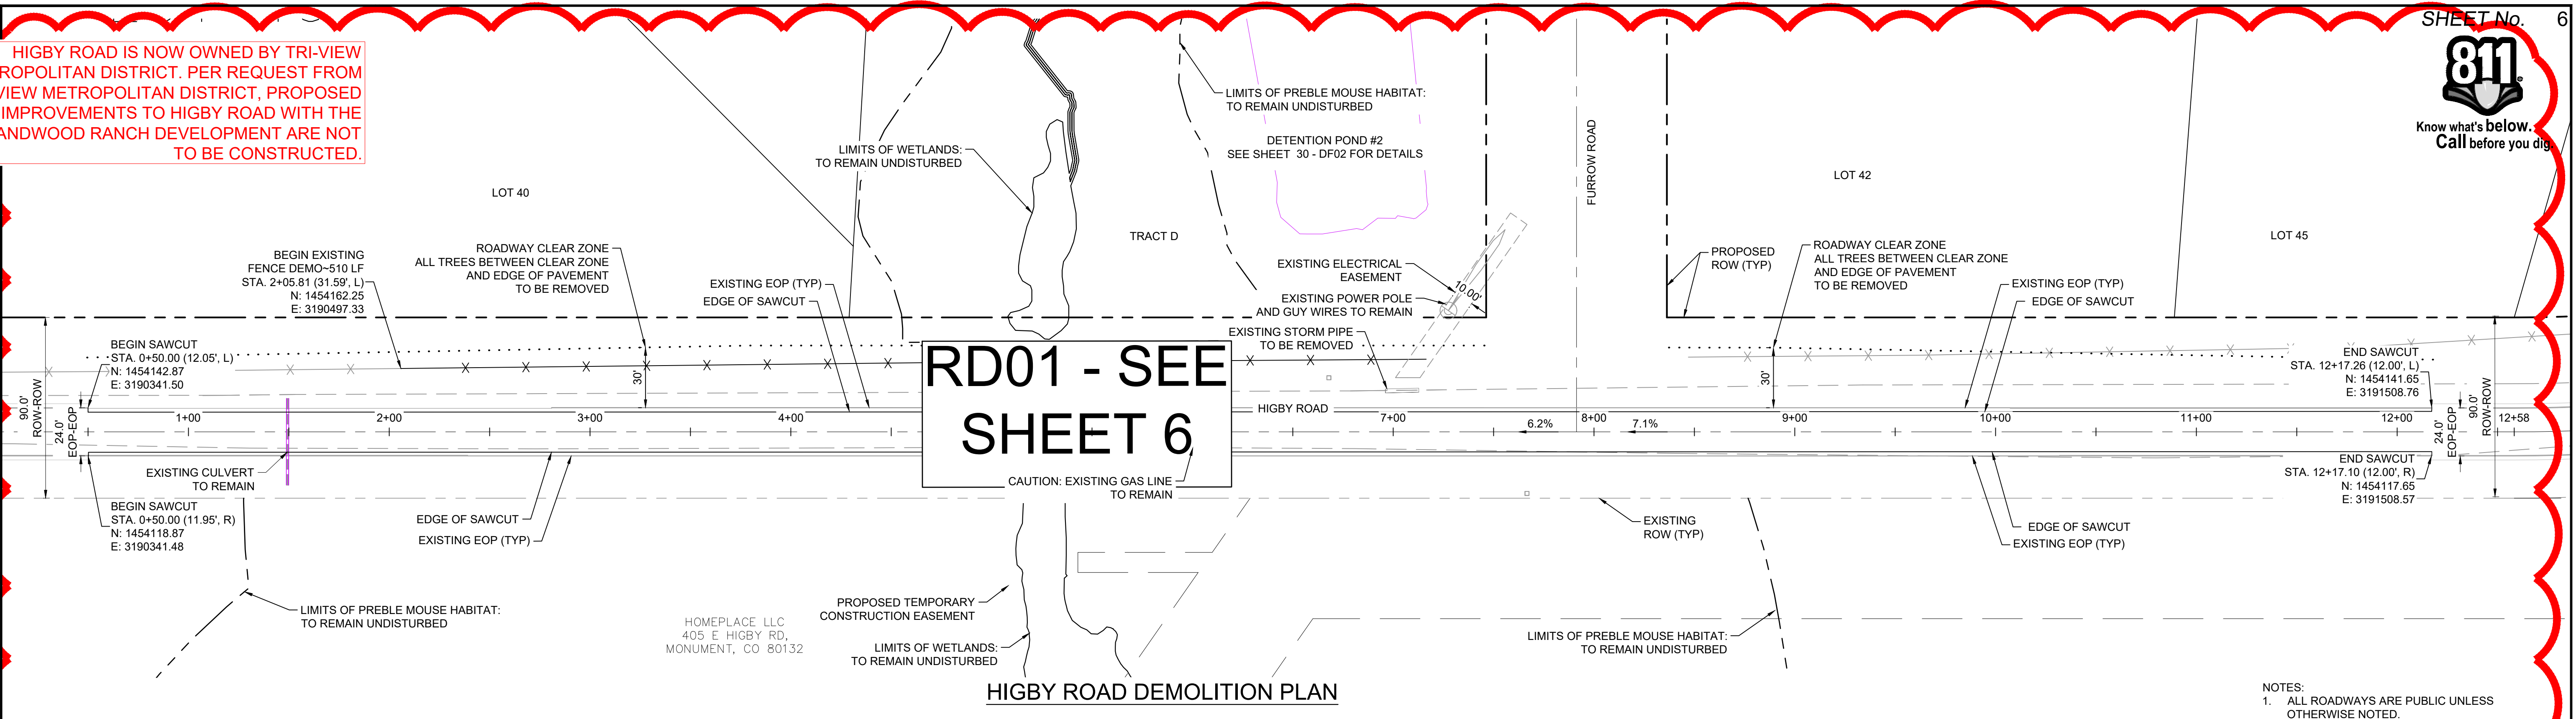 SHEET No. 6
HIGBY ROAD IS NOW OWNED BY TRI-VIEW
ROPOLITAN DISTRICT. PER REQUEST FROM
VIEW METROPOLITAN DISTRICT, PROPOSED
IMPROVEMENTS TO HIGBY ROAD WITH THE
ANDWOOD RANCH DEVELOPMENT ARE NOT
TO BE CONSTRUCTED.
811
Know what's below.
Call before you dig.
LIMITS OF PREBLE MOUSE HABITAT:
TO REMAIN UNDISTURBED
DETENTION POND #2
SEE SHEET 30 - DF02 FOR DETAILS
LIMITS OF WETLANDS:
TO REMAIN UNDISTURBED
FURROW ROAD
LOT 40
LOT 42
LOT 45
TRACT D
BEGIN EXISTING
FENCE DEMO~510 LF
STA. 2+05.81 (31.59', L)
N: 1454162.25
E: 3190497.33
ROADWAY CLEAR ZONE
ALL TREES BETWEEN CLEAR ZONE
AND EDGE OF PAVEMENT
TO BE REMOVED
EXISTING EOP (TYP)
EDGE OF SAWCUT
EXISTING ELECTRICAL
EASEMENT
10.00'
EXISTING POWER POLE
AND GUY WIRES TO REMAIN
EXISTING STORM PIPE
TO BE REMOVED
PROPOSED
ROW (TYP)
ROADWAY CLEAR ZONE
ALL TREES BETWEEN CLEAR ZONE
AND EDGE OF PAVEMENT
TO BE REMOVED
EXISTING EOP (TYP)
EDGE OF SAWCUT
BEGIN SAWCUT
STA. 0+50.00 (12.05', L)
N: 1454142.87
E: 3190341.50
END SAWCUT
STA. 12+17.26 (12.00', L)
N: 1454141.65
E: 3191508.76
90.0'
ROW-ROW
24.0'
EOP-EOP
30'
RD01 - SEE
SHEET 6
HIGBY ROAD
30'
24.0'
EOP-EOP
90.0'
ROW-ROW
1+00
2+00
3+00
4+00
7+00
8+00
9+00
10+00
11+00
12+00
12+58
6.2%
7.1%
EXISTING CULVERT
TO REMAIN
CAUTION: EXISTING GAS LINE
TO REMAIN
BEGIN SAWCUT
STA. 0+50.00 (11.95', R)
N: 1454118.87
E: 3190341.48
EDGE OF SAWCUT
EXISTING EOP (TYP)
EXISTING
ROW (TYP)
EDGE OF SAWCUT
EXISTING EOP (TYP)
END SAWCUT
STA. 12+17.10 (12.00', R)
N: 1454117.65
E: 3191508.57
LIMITS OF PREBLE MOUSE HABITAT:
TO REMAIN UNDISTURBED
HOMEPLACE LLC
405 E HIGBY RD,
MONUMENT, CO 80132
PROPOSED TEMPORARY
CONSTRUCTION EASEMENT
LIMITS OF WETLANDS:
TO REMAIN UNDISTURBED
LIMITS OF PREBLE MOUSE HABITAT:
TO REMAIN UNDISTURBED
HIGBY ROAD DEMOLITION PLAN
NOTES:
1. ALL ROADWAYS ARE PUBLIC UNLESS
OTHERWISE NOTED.